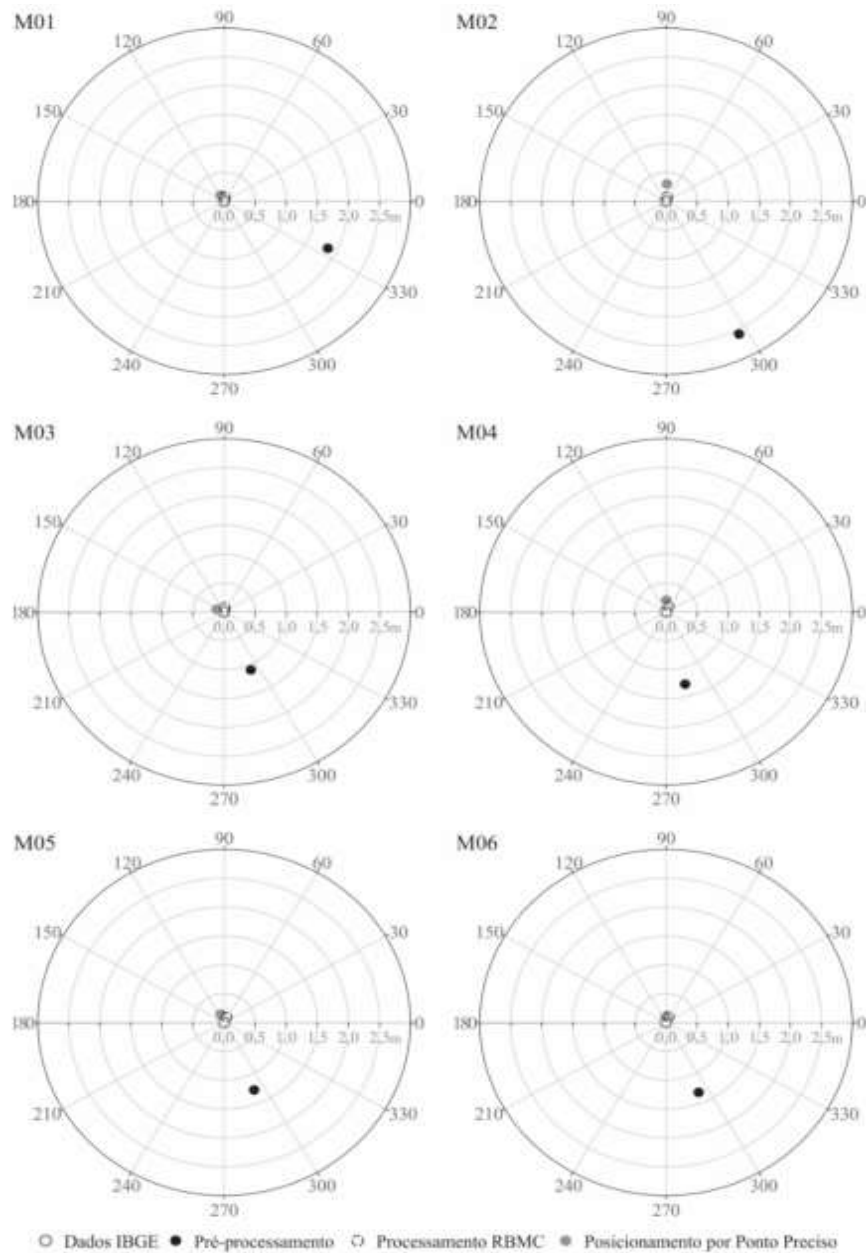 M01 90 M02 90
120 60 120 60
150 30 150 30
180 0,0 0,5 1,0 1,5 2,0 2,5m 0 180 0,0 0,5 1,0 1,5 2,0 2,5m 0
210 330 210 330
240 300 240 300
270 270
M03 90 M04 90
120 60 120 60
150 30 150 30
180 0,0 0,5 1,0 1,5 2,0 2,5m 0 180 0,0 0,5 1,0 1,5 2,0 2,5m 0
210 330 210 330
240 300 240 300
270 270
M05 90 M06 90
120 60 120 60
150 30 150 30
180 0,0 0,5 1,0 1,5 2,0 2,5m 0 180 0,0 0,5 1,0 1,5 2,0 2,5m 0
210 330 210 330
240 300 240 300
270 270
Dados IBGE Pré-processamento Processamento RBMC Posicionamento por Ponto Preciso